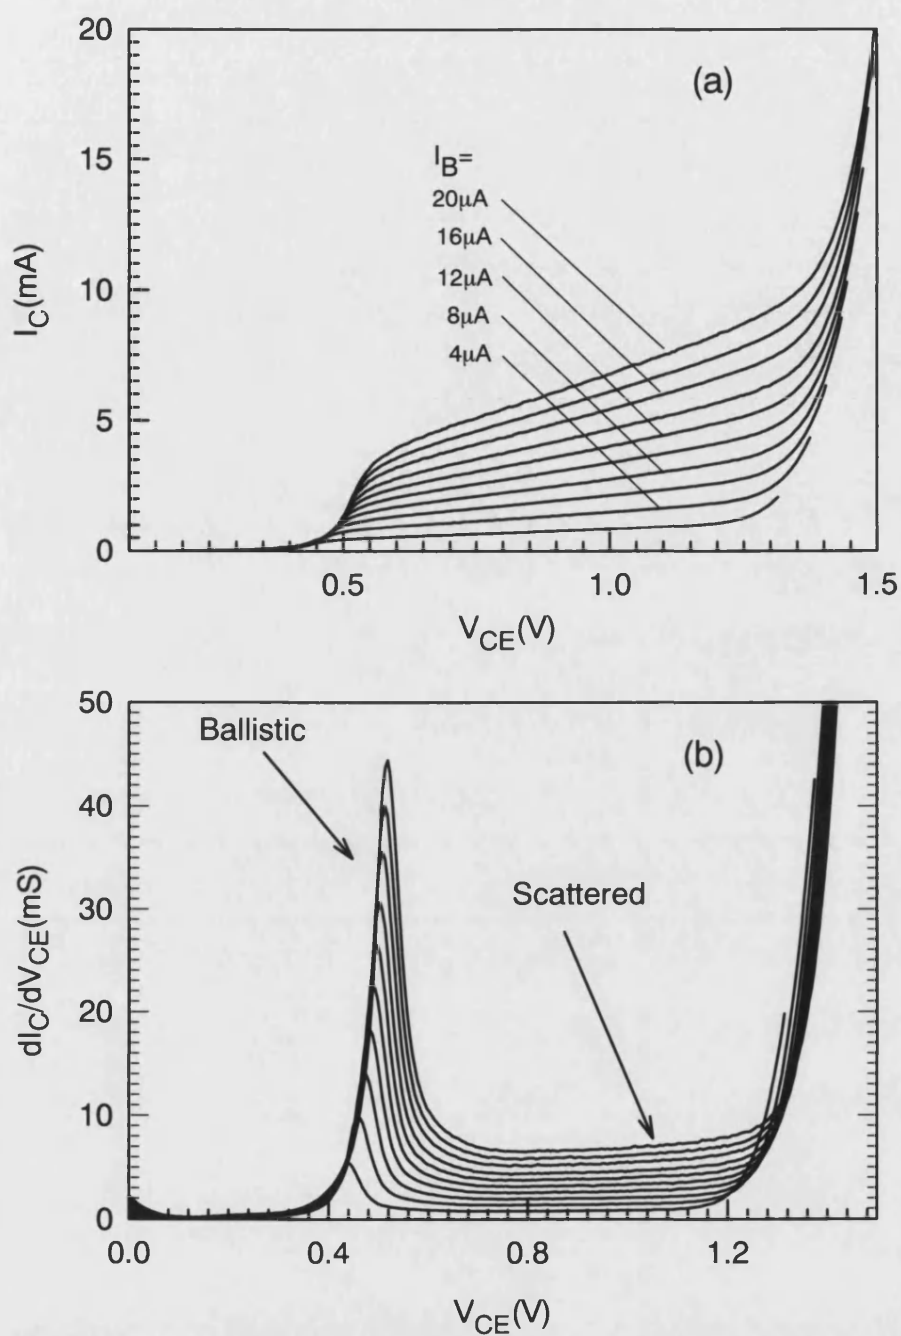 20
(a)
I_B=
20μA
15
16μA
12μA
10
8μA
4μA
I_C(mA)
5
0
0.5
1.0
1.5
V_CE(V)
50
Ballistic
(b)
40
Scattered
30
dI_C/dV_CE(mS)
20
10
0
0.0
0.4
0.8
1.2
V_CE(V)